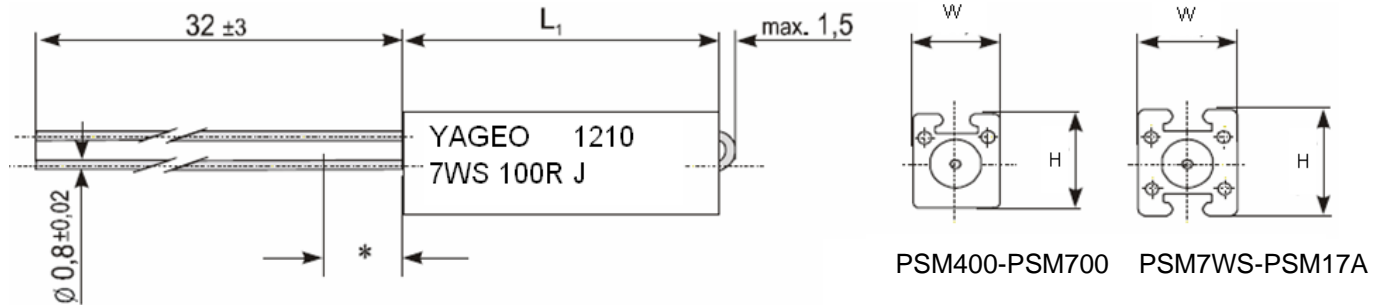 32 ±3
L₁
max. 1,5
W
W
YAGEO 1210
7WS 100R J
H
H
Ø 0,8±0,02
*
PSM400-PSM700 PSM7WS-PSM17A